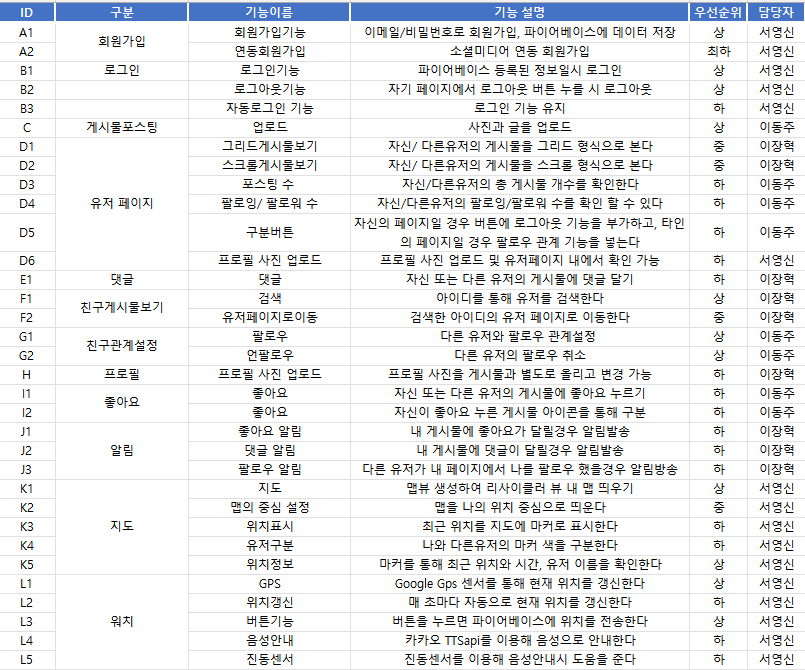 ID 구분 기능이름 기능 설명 우선순위 담당자
A1 회원가입 회원가입기능 이메일/비밀번호로 회원가입, 파이어베이스에 데이터 저장 상 서영신
A2 연동회원가입 소셜미디어 연동 회원가입 최하 서영신
B1 로그인 로그인기능 파이어베이스 등록된 정보일시 로그인 상 서영신
B2 로그아웃기능 자기 페이지에서 로그아웃 버튼 누를 시 로그아웃 상 서영신
B3 자동로그인 기능 로그인 기능 유지 하 서영신
C 게시물포스팅 업로드 사진과 글을 업로드 상 이동주
D1 유저 페이지 그리드게시물보기 자신/ 다른유저의 게시물을 그리드 형식으로 본다 중 이장혁
D2 스크롤게시물보기 자신/ 다른유저의 게시물을 스크롤 형식으로 본다 중 이장혁
D3 포스팅 수 자신/다른유저의 총 게시물 개수를 확인한다 하 이동주
D4 팔로잉/ 팔로워 수 자신/다른유저의 팔로잉/팔로워 수를 확인 할 수 있다 하 이동주
D5 구분버튼 자신의 페이지일 경우 버튼에 로그아웃 기능을 부가하고, 타인
의 페이지일 경우 팔로우 관계 기능을 넣는다 하 이동주
D6 프로필 사진 업로드 프로필 사진 업로드 및 유저페이지 내에서 확인 가능 하 서영신
E1 댓글 댓글 자신 또는 다른 유저의 게시물에 댓글 달기 하 이장혁
F1 친구게시물보기 검색 아이디를 통해 유저를 검색한다 상 이장혁
F2 유저페이지로이동 검색한 아이디의 유저 페이지로 이동한다 중 이장혁
G1 친구관계설정 팔로우 다른 유저와 팔로우 관계설정 상 이동주
G2 언팔로우 다른 유저의 팔로우 취소 상 이동주
H 프로필 프로필 사진 업로드 프로필 사진을 게시물과 별도로 올리고 변경 가능 하 이장혁
I1 좋아요 좋아요 자신 또는 다른 유저의 게시물에 좋아요 누르기 하 이동주
I2 좋아요 자신이 좋아요 누른 게시물 아이콘을 통해 구분 하 이동주
J1 알림 좋아요 알림 내 게시물에 좋아요가 달릴경우 알림발송 하 이장혁
J2 댓글 알림 내 게시물에 댓글이 달릴경우 알림발송 하 이장혁
J3 팔로우 알림 다른 유저가 내 페이지에서 나를 팔로우 했을경우 알림발송 하 이장혁
K1 지도 지도 맵뷰 생성하여 리사이클러 뷰 내 맵 띄우기 상 서영신
K2 맵의 중심 설정 맵을 나의 위치 중심으로 띄운다 중 서영신
K3 위치표시 최근 위치를 지도에 마커로 표시한다 하 서영신
K4 유저구분 나와 다른유저의 마커 색을 구분한다 하 서영신
K5 위치정보 마커를 통해 최근 위치와 시간, 유저 이름을 확인한다 상 서영신
L1 위치 GPS Google Gps 센서를 통해 현재 위치를 갱신한다 상 서영신
L2 위치갱신 매 초마다 자동으로 현재 위치를 갱신한다 하 서영신
L3 버튼기능 버튼을 누르면 파이어베이스에 위치를 전송한다 상 서영신
L4 음성안내 카카오 TTSapi를 이용해 음성으로 안내한다 하 서영신
L5 진동센서 진동센서를 이용해 음성안내시 도움을 준다 하 서영신